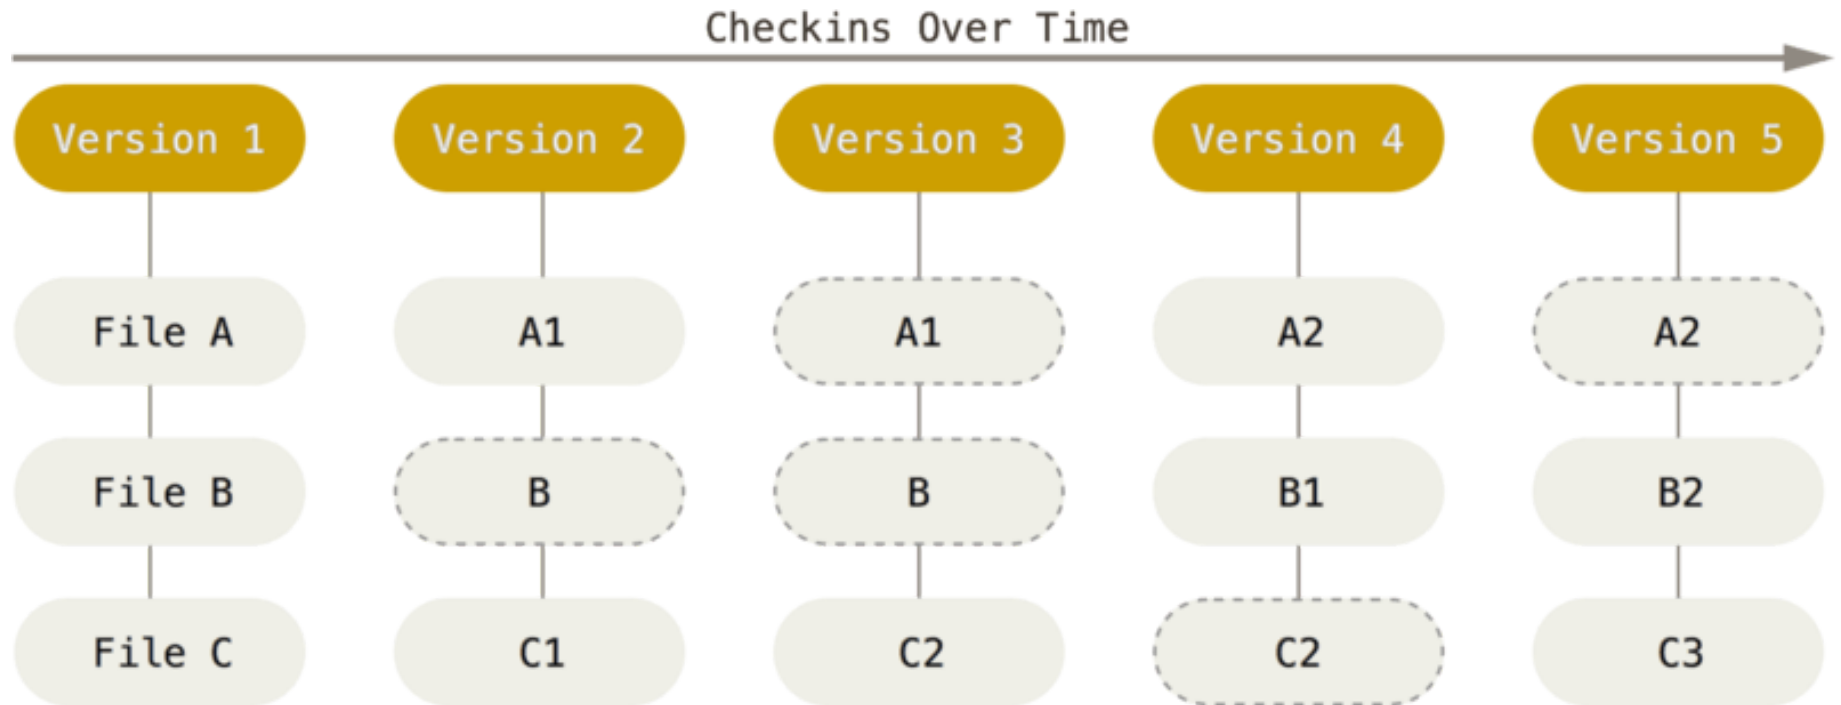 Checkins Over Time
Version 1 Version 2 Version 3 Version 4 Version 5
File A A1 A1 A2 A2
File B B B B1 B2
File C C1 C2 C2 C3